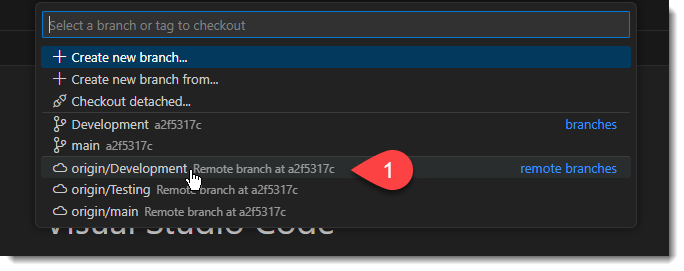 Select a branch or tag to checkout
Create new branch...
Create new branch from...
Checkout detached...
Development a2f5317c branches
main a2f5317c
origin/Development Remote branch at a2f5317c 1 remote branches
origin/Testing Remote branch at a2f5317c
origin/main Remote branch at a2f5317c
Visual Studio Code